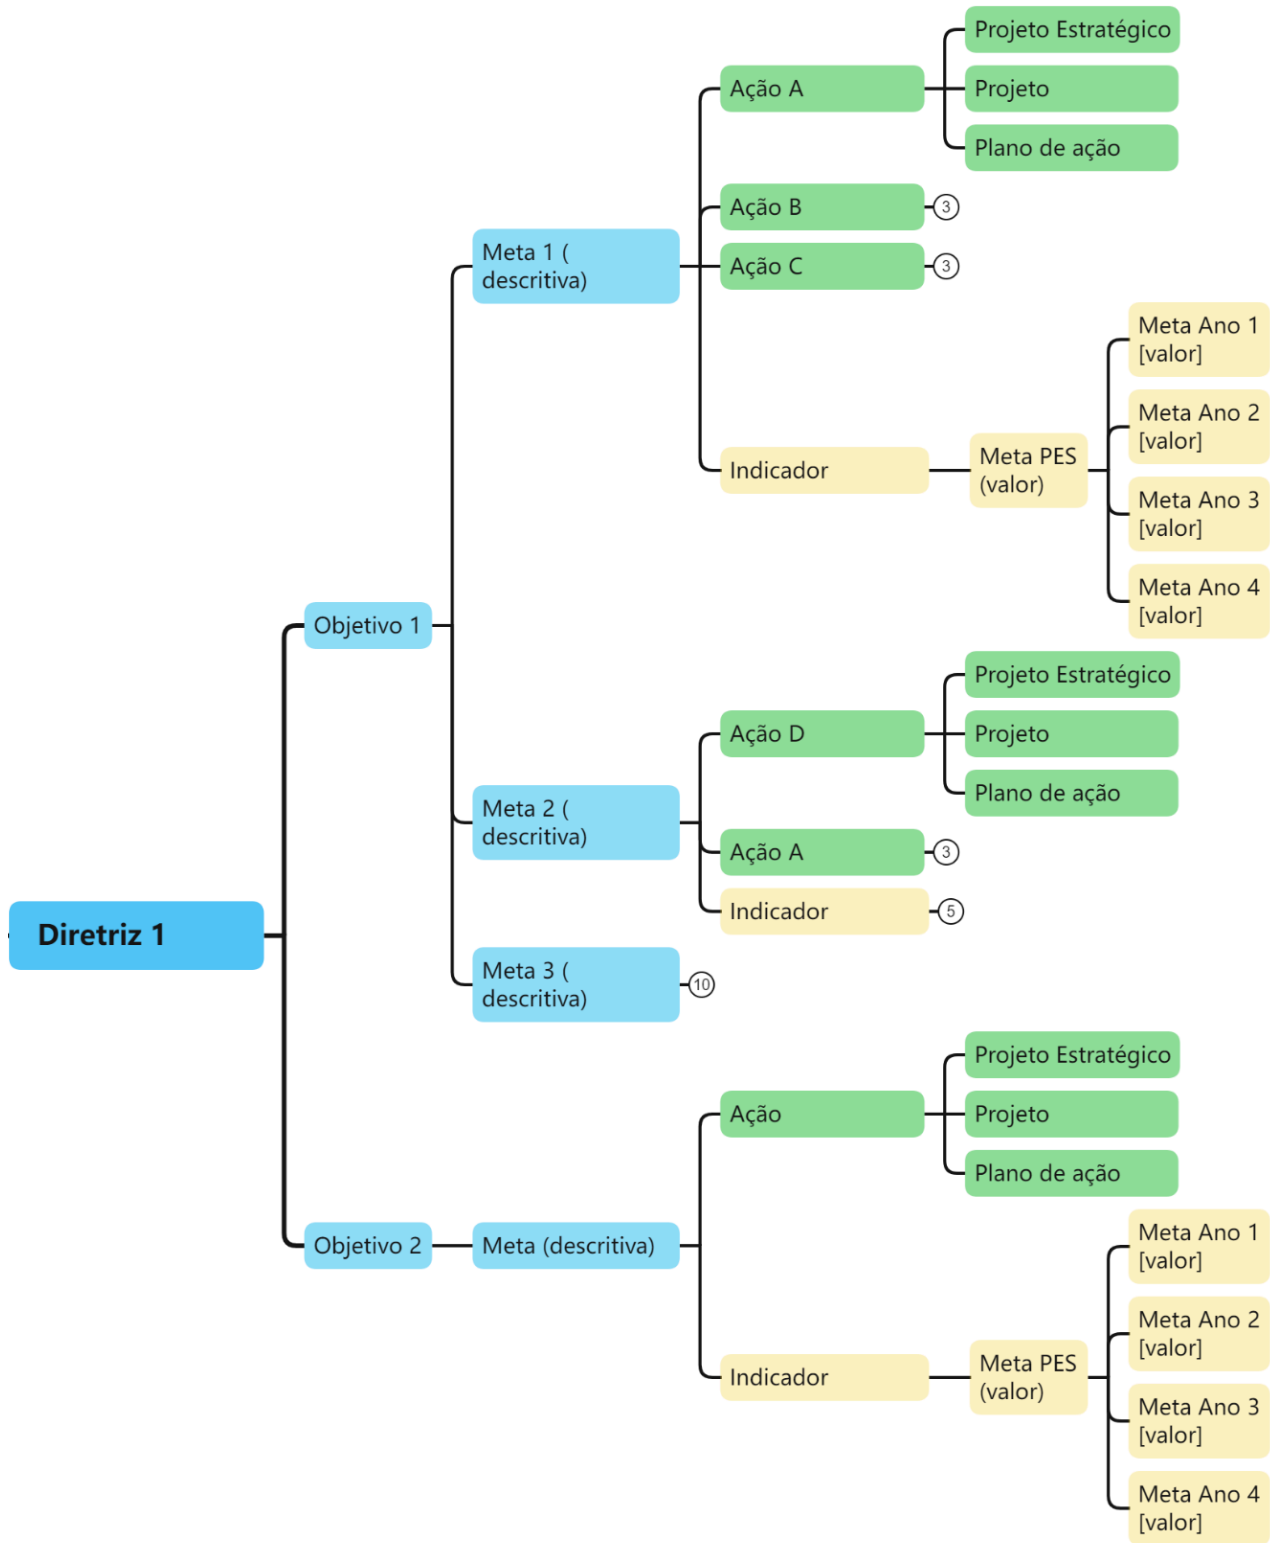 Projeto Estratégico
Ação A
Projeto
Plano de ação
Ação B
3
Meta 1 (
descritiva)
Ação C
3
Meta Ano 1
[valor]
Meta Ano 2
[valor]
Indicador
Meta PES
(valor)
Meta Ano 3
[valor]
Meta Ano 4
[valor]
Objetivo 1
Projeto Estratégico
Ação D
Projeto
Plano de ação
Meta 2 (
descritiva)
Ação A
3
Indicador
5
Diretriz 1
Meta 3 (
descritiva)
10
Projeto Estratégico
Ação
Projeto
Plano de ação
Objetivo 2
Meta (descritiva)
Meta Ano 1
[valor]
Meta Ano 2
[valor]
Indicador
Meta PES
(valor)
Meta Ano 3
[valor]
Meta Ano 4
[valor]